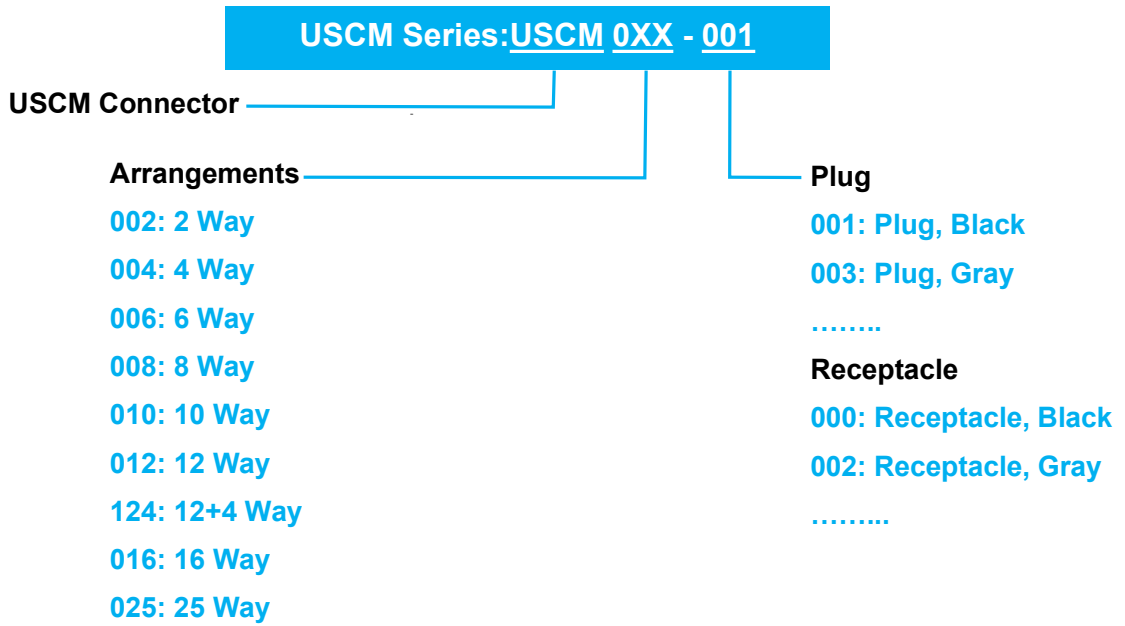 USCM Series:USCM 0XX - 001
USCM Connector
Arrangements
002: 2 Way
004: 4 Way
006: 6 Way
008: 8 Way
010: 10 Way
012: 12 Way
124: 12+4 Way
016: 16 Way
025: 25 Way
Plug
001: Plug, Black
003: Plug, Gray
……..
Receptacle
000: Receptacle, Black
002: Receptacle, Gray
……...